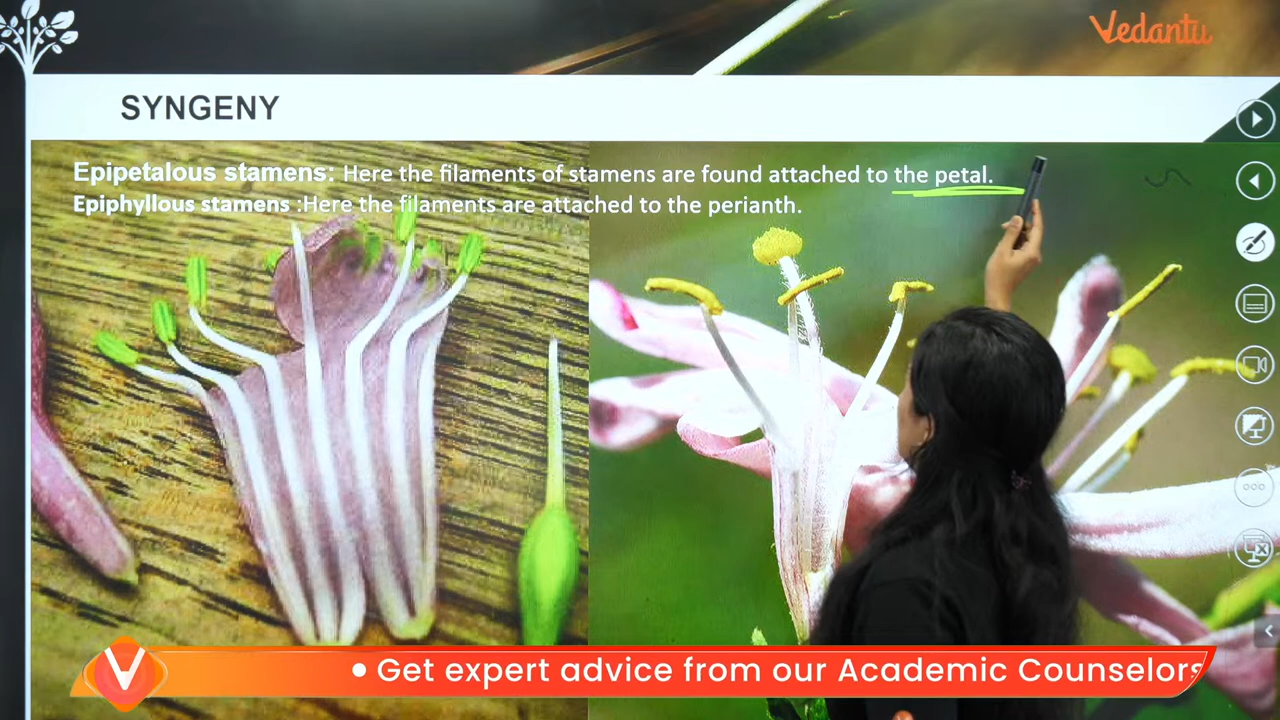 Vedantu
SYNGENY
Epipetalous stamens: Here the filaments of stamens are found attached to the petal.
Epiphyllous stamens :Here the filaments are attached to the perianth.
• Get expert advice from our Academic Counselors